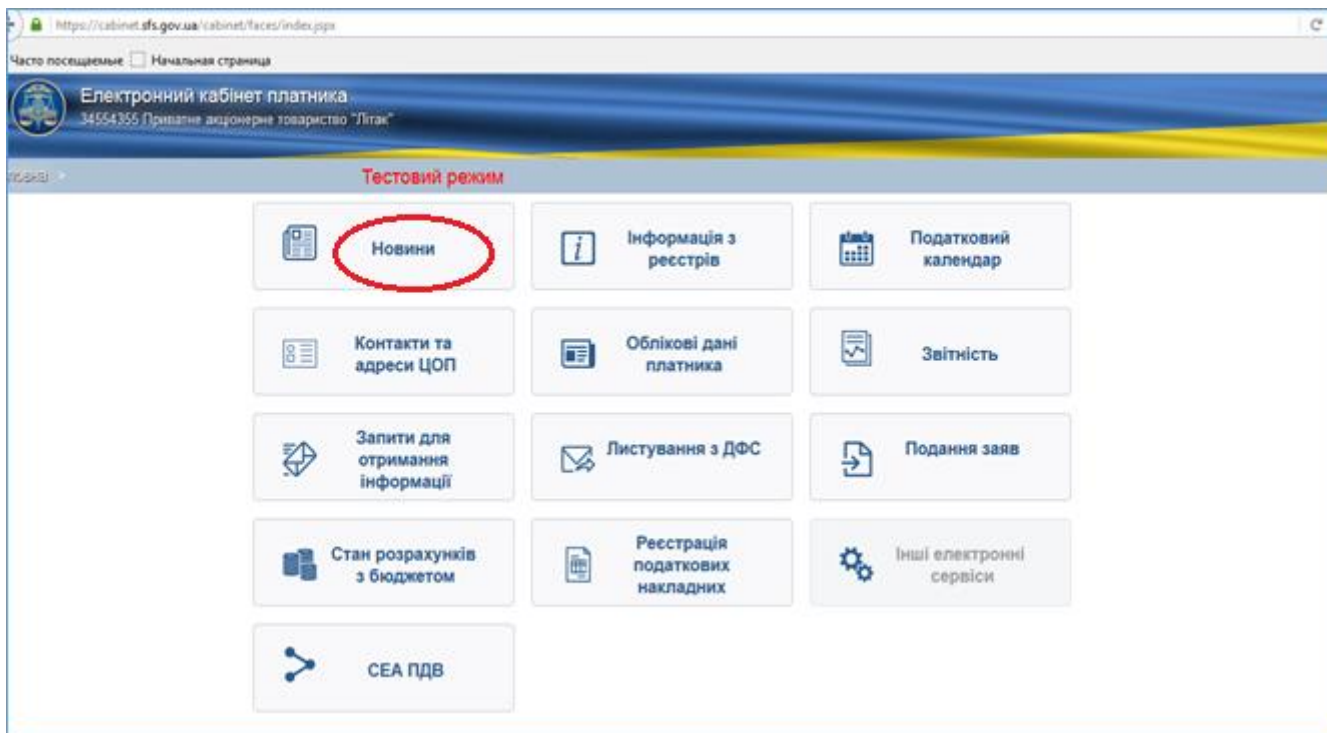 https://cabinet.sfs.gov.ua/cabinet/faces/index.jspx
Часто посещаемые Начальная страница
Електронний кабінет платника
34554355 Приватне акціонерне товариство "Літак"
Тестовий режим
Новини
Інформація з
реєстрів
Податковий
календар
Контакти та
адреси ЦОП
Облікові дані
платника
Звітність
Запити для
отримання
інформації
Листування з ДФС
Подання заяв
Стан розрахунків
з бюджетом
Реєстрація
податкових
накладних
Інші електронні
сервіси
СЕА ПДВ